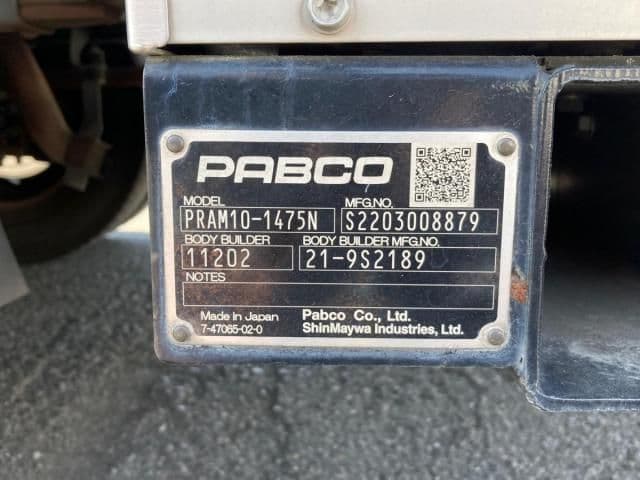 PABCO
MODEL MFG.NO.
PRAM10-1475N S2203008879
BODY BUILDER BODY BUILDER MFG.NO.
11202 21-9S2189
NOTES
Made in Japan Pabco Co., Ltd.
7-47065-02-0 ShinMaywa Industries, Ltd.